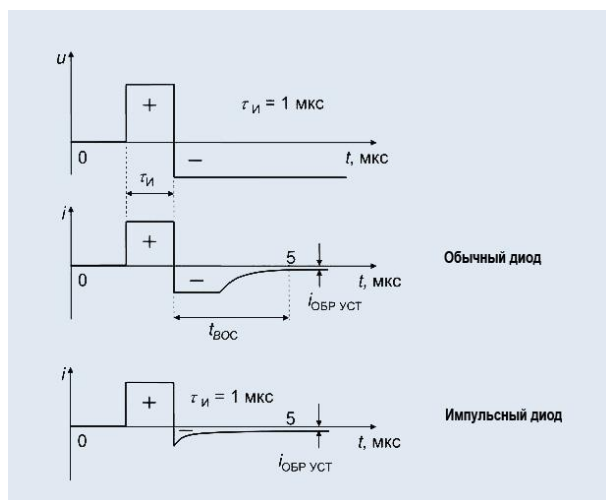 u
+
τИ = 1 мкс
0
−
t, мкс
τИ
i
+
5
Обычный диод
0
−
t, мкс
iОБР УСТ
tВОС
i
τИ = 1 мкс
+
5
Импульсный диод
0
−
t, мкс
iОБР УСТ